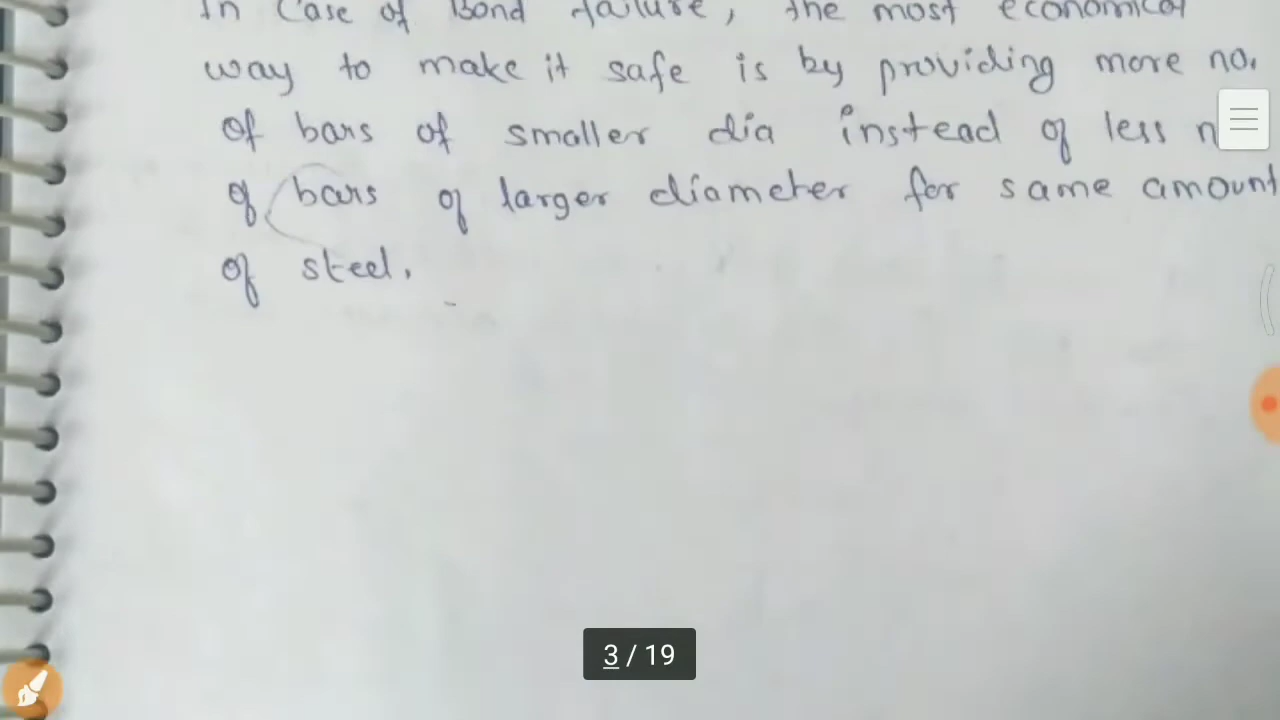 In Case of Bond failure, the most economical
way to make it safe is by providing more no.
of bars of smaller dia instead of less
of bars of larger diameter for same amount
of steel.
3 / 19